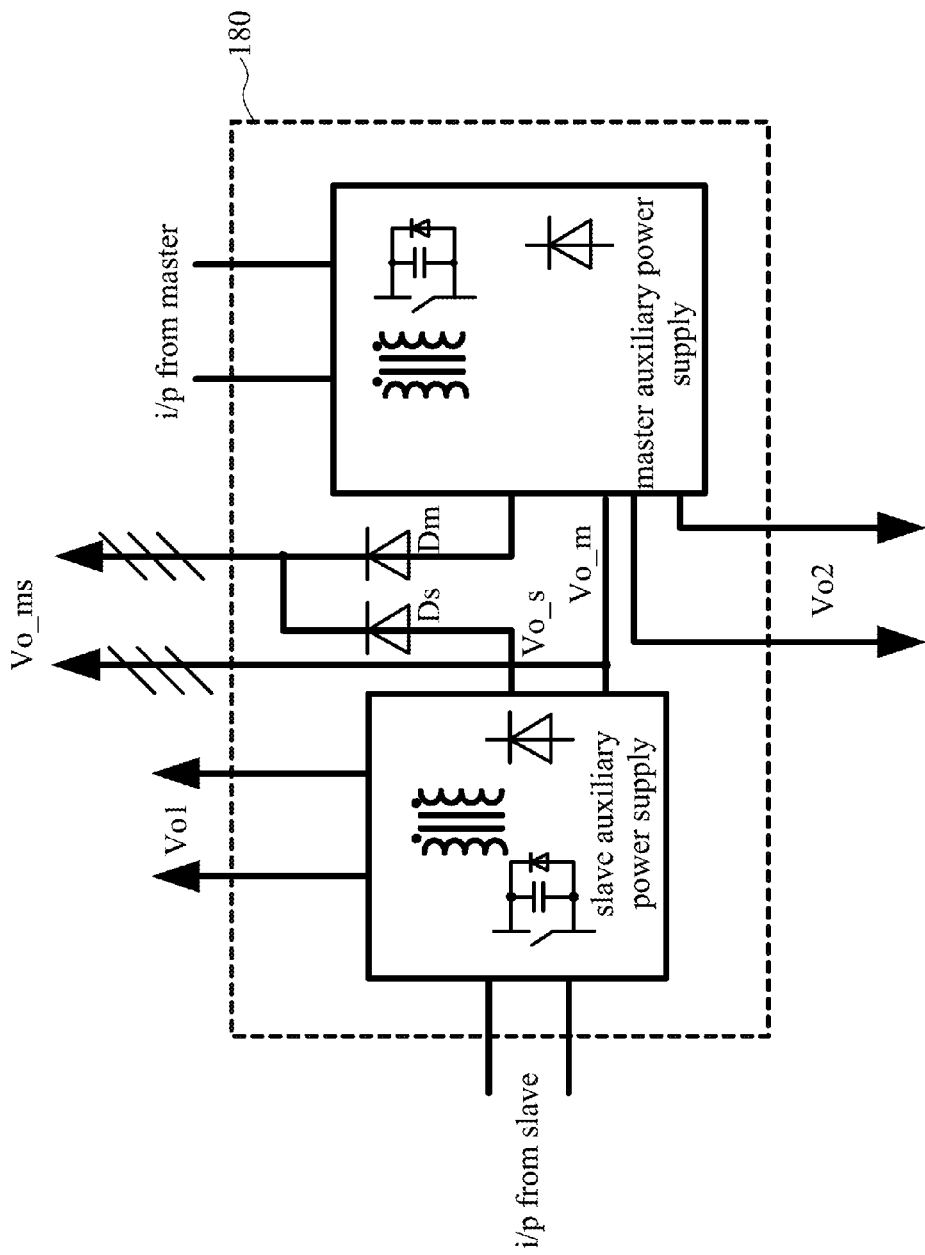 180
i/p from master
Vo_ms
Vo1
Ds
Dm
Vo_s
Vo_m
master auxiliary power
supply
slave auxiliary
power supply
Vo2
i/p from slave